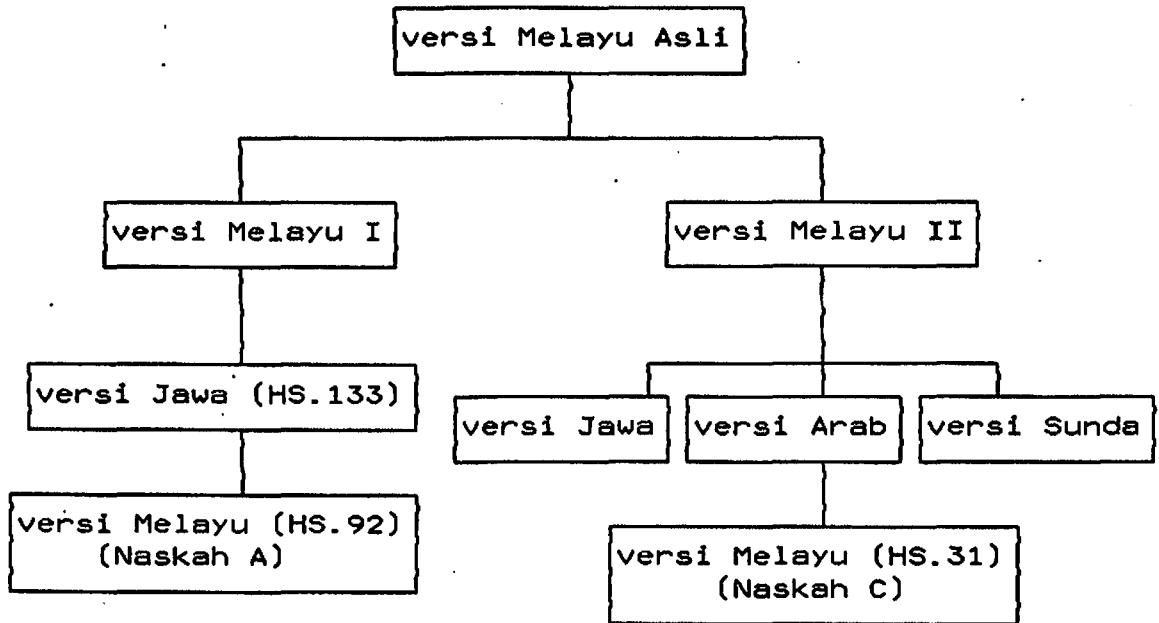 versi Melayu Asli
versi Melayu I
versi Melayu II
versi Jawa (HS.133)
versi Jawa
versi Arab
versi Sunda
versi Melayu (HS.92)
(Naskah A)
versi Melayu (HS.31)
(Naskah C)